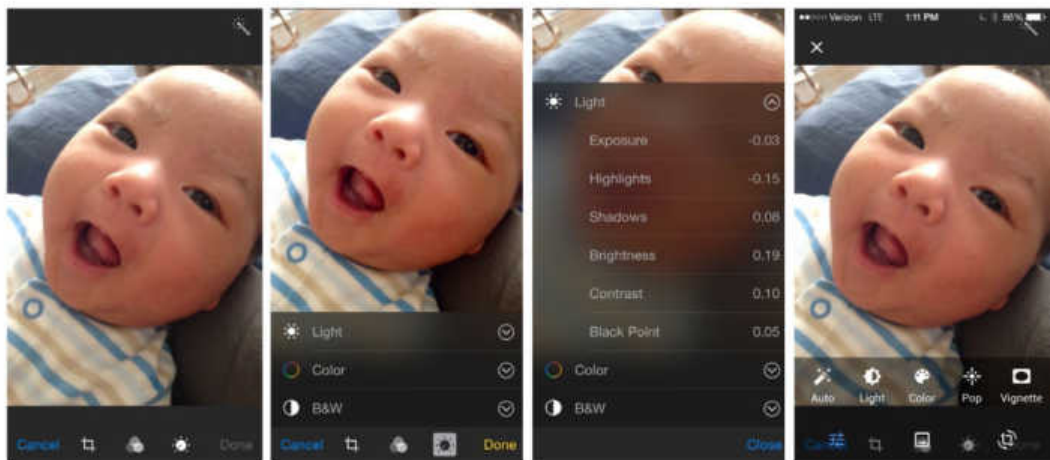 Cancel
Done
Light
Color
B&W
Cancel
Done
Light
Exposure -0.03
Highlights -0.15
Shadows 0.08
Brightness 0.19
Contrast 0.10
Black Point 0.05
Color
B&W
Close
Verizon LTE 1:11 PM 86%
Auto Light Color Pop Vignette